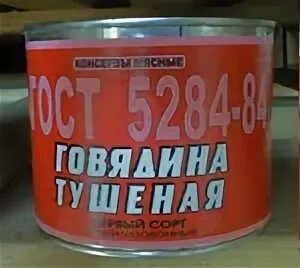 КОНСЕРВЫ МЯСНЫЕ
ГОСТ 5284-84
ГОВЯДИНА
ТУШЕНАЯ
СОРТ